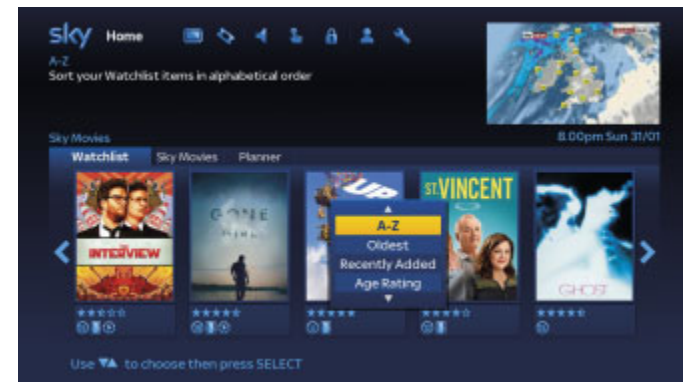 sky Home
A-Z
Sort your Watchlist items in alphabetical order
Sky Movies
8.00pm Sun 31/01
Watchlist Sky Movies Planner
THE INTERVIEW
GONE GIRL
UP
ST. VINCENT
GHOST
A-Z
Oldest
Recently Added
Age Rating
Use ▼▲ to choose then press SELECT